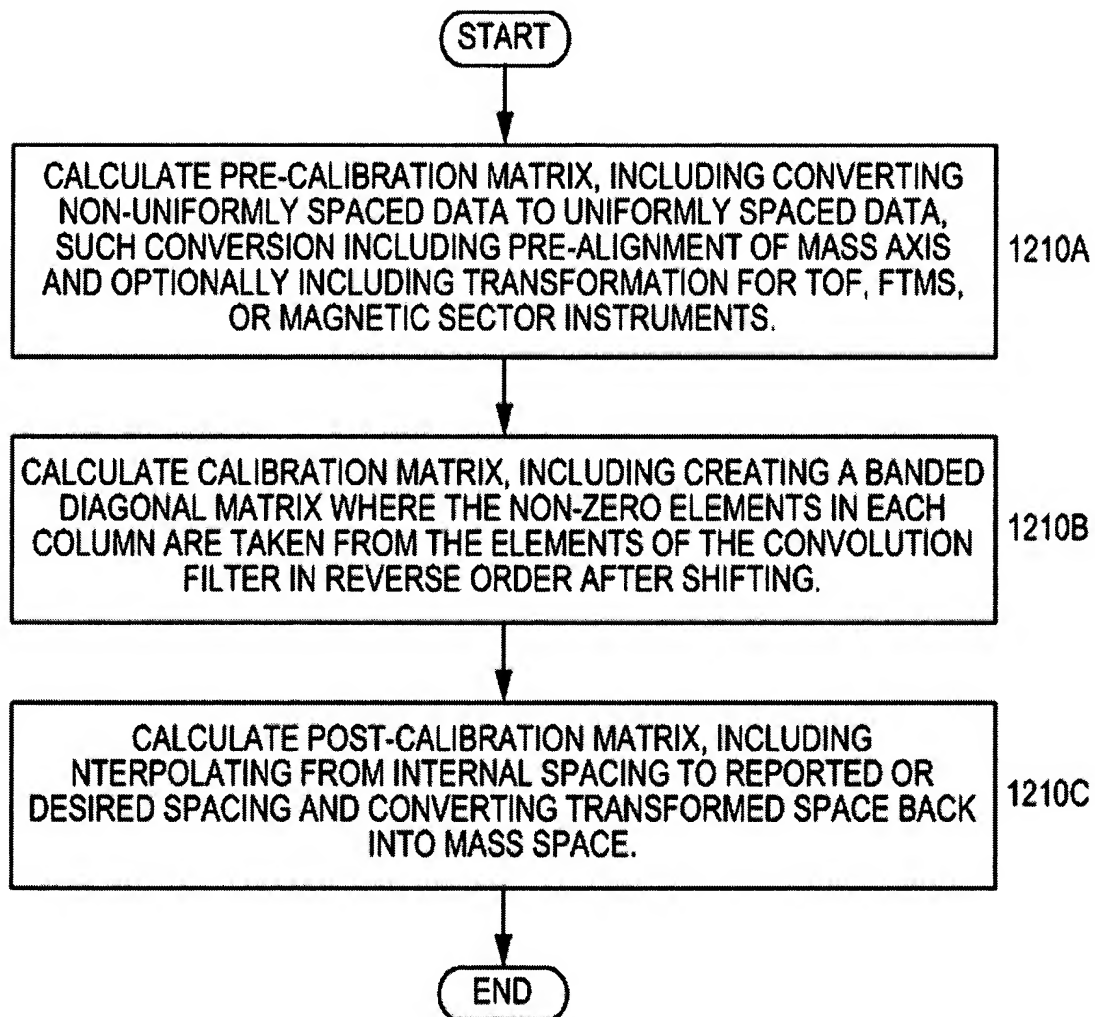 START
CALCULATE PRE-CALIBRATION MATRIX, INCLUDING CONVERTING
NON-UNIFORMLY SPACED DATA TO UNIFORMLY SPACED DATA,
SUCH CONVERSION INCLUDING PRE-ALIGNMENT OF MASS AXIS
AND OPTIONALLY INCLUDING TRANSFORMATION FOR TOF, FTMS,
OR MAGNETIC SECTOR INSTRUMENTS.
1210A
CALCULATE CALIBRATION MATRIX, INCLUDING CREATING A BANDED
DIAGONAL MATRIX WHERE THE NON-ZERO ELEMENTS IN EACH
COLUMN ARE TAKEN FROM THE ELEMENTS OF THE CONVOLUTION
FILTER IN REVERSE ORDER AFTER SHIFTING.
1210B
CALCULATE POST-CALIBRATION MATRIX, INCLUDING
NTERPOLATING FROM INTERNAL SPACING TO REPORTED OR
DESIRED SPACING AND CONVERTING TRANSFORMED SPACE BACK
INTO MASS SPACE.
1210C
END